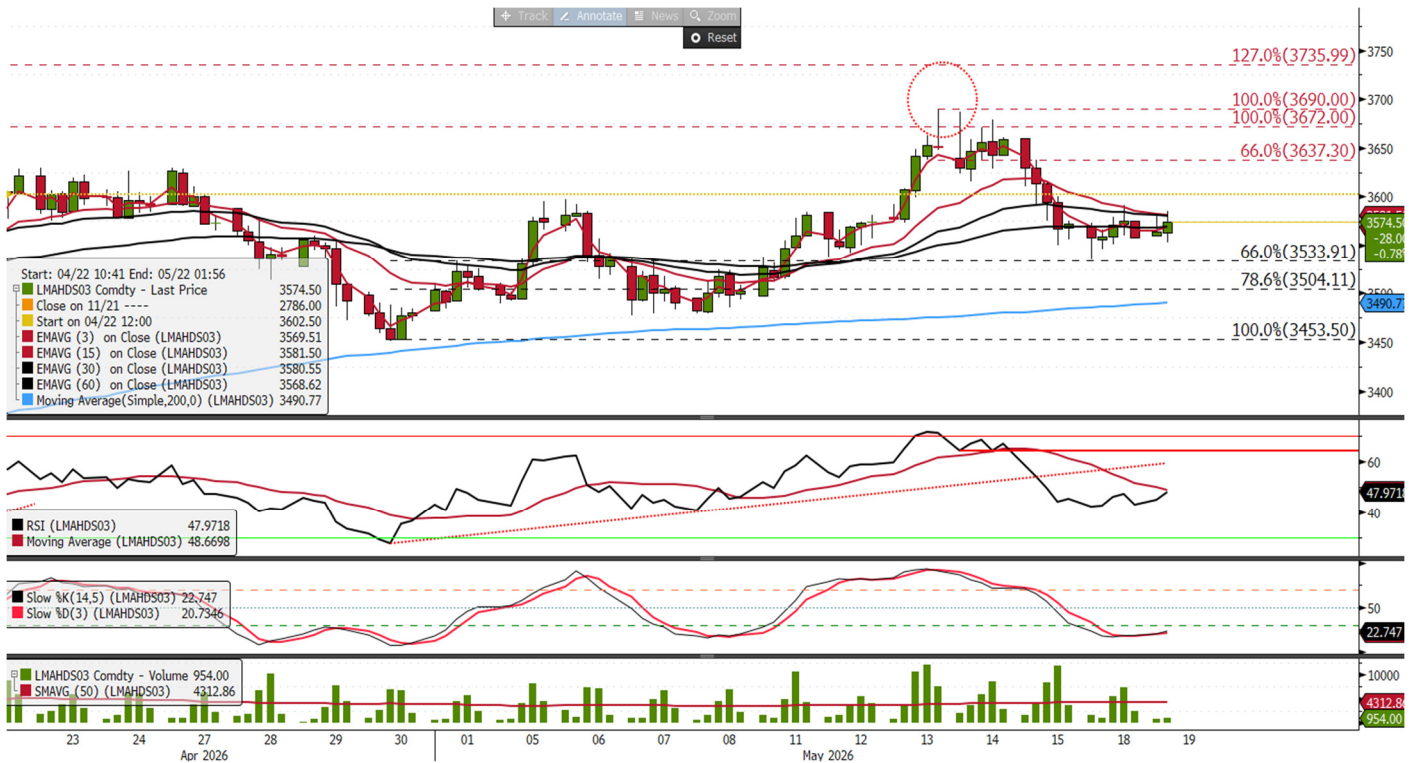 Track Annotate News Zoom
Reset
127.0%(3735.99)
100.0%(3690.00)
100.0%(3672.00)
66.0%(3637.30)
66.0%(3533.91)
78.6%(3504.11)
100.0%(3453.50)
3750
3700
3650
3600
3574.50
-28.00
-0.78%
3490.77
3450
3400
Start: 04/22 10:41 End: 05/22 01:56
LMAHDS03 Comdty - Last Price 3574.50
Close on 11/21 ---- 2786.00
Start on 04/22 12:00 3602.50
EMAVG (3) on Close (LMAHDS03) 3569.51
EMAVG (15) on Close (LMAHDS03) 3581.50
EMAVG (30) on Close (LMAHDS03) 3580.55
EMAVG (60) on Close (LMAHDS03) 3568.62
Moving Average(Simple,200,0) (LMAHDS03) 3490.77
60
47.9718
40
RSI (LMAHDS03) 47.9718
Moving Average (LMAHDS03) 48.6698
50
22.747
0
Slow %K(14,5) (LMAHDS03) 22.747
Slow %D(3) (LMAHDS03) 20.7346
LMAHDS03 Comdty - Volume 954.00
SMAVG (50) (LMAHDS03) 4312.86
10000
4312.86
954.00
23 24 27 28 29 30 01 05 06 07 08 11 12 13 14 15 18 19
Apr 2026 May 2026